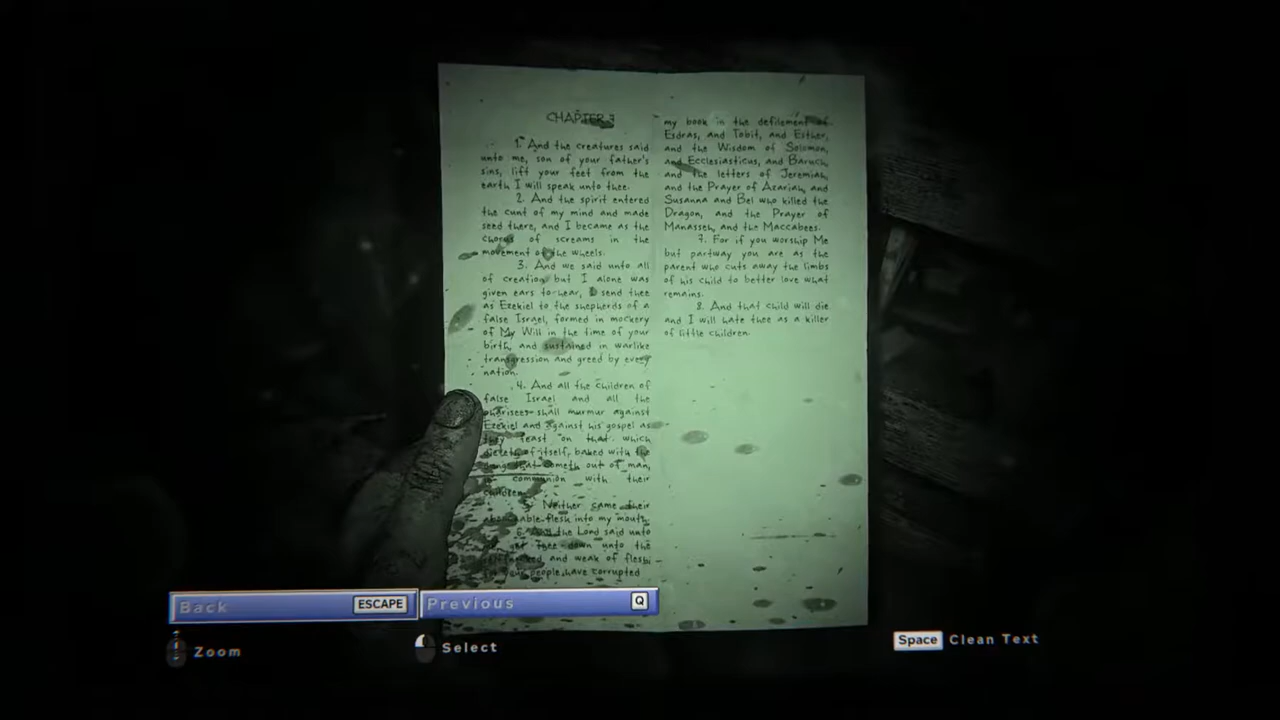 CHAPTER 3
1. And the creatures said
unto me, son of your father's
sins, lift your feet from the
earth I will speak unto thee.
2. And the spirit entered
the cunt of my mind and made
seed there, and I became as the
chorus of screams in the
movement of the wheels.
3. And we said unto all
of creation but I alone was
given ears to hear, I send thee
as Ezekiel to the shepherds of a
false Israel, formed in mockery
of My Will in the time of your
birth, and sustained in warlike
transgression and greed by every
nation.
4. And all the children of
false Israel and all the
pharisees shall murmur against
Ezekiel and against his gospel as
they feast on that which
of itself, baked with the
dung that cometh out of man,
communion with their
children.
5. Neither came their
abominable flesh into my mouth.
6. And the Lord said unto
get thee down unto the
and weak of flesh
people have corrupted
my book in the defilement of
Esdras, and Tobit, and Esther,
and the Wisdom of Solomon,
and Ecclesiasticus, and Baruch,
and the letters of Jeremiah,
and the Prayer of Azariah, and
Susanna and Bel who killed the
Dragon, and the Prayer of
Manasseh, and the Maccabees.
7. For if you worship Me
but partway you are as the
parent who cuts away the limbs
of his child to better love what
remains.
8. And that child will die
and I will hate thee as a killer
of little children.
Back ESCAPE Previous Q
Zoom Select Space Clean Text